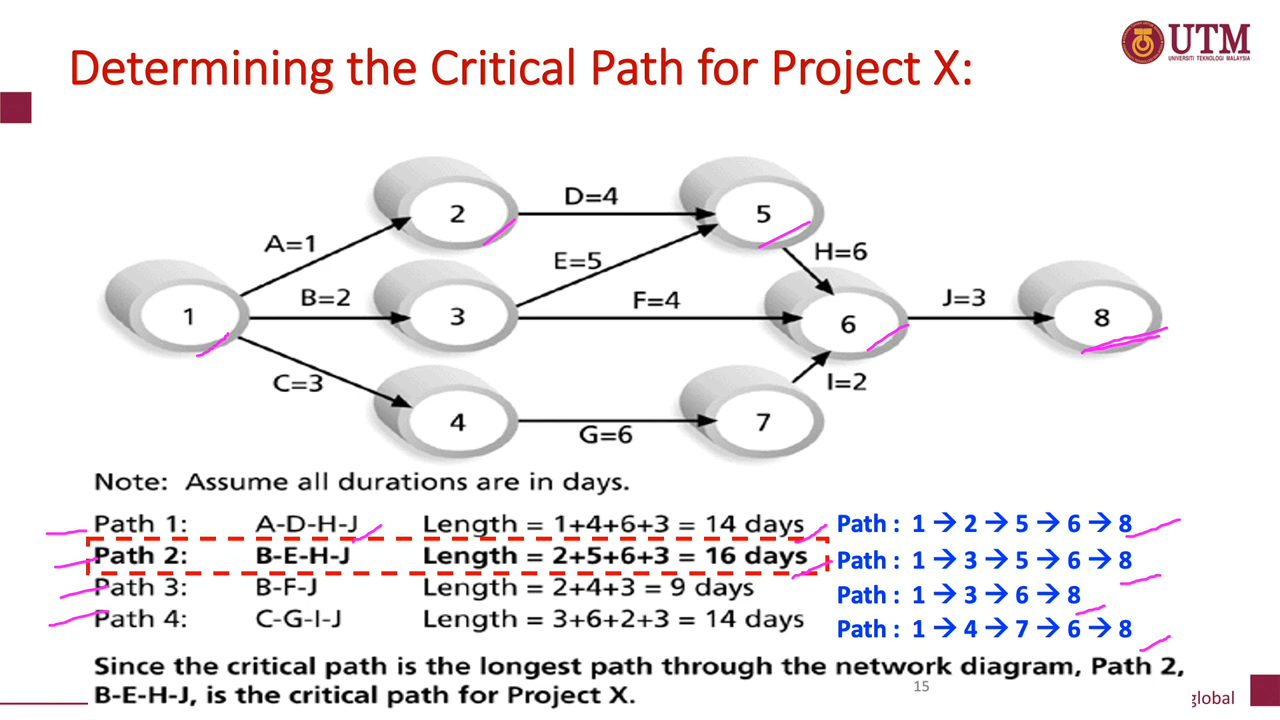 Determining the Critical Path for Project X:
UTM
UNIVERSITI TEKNOLOGI MALAYSIA
2
D=4
5
A=1
E=5
H=6
B=2
F=4
J=3
1
3
6
8
C=3
I=2
4
G=6
7
Note: Assume all durations are in days.
Path 1: A-D-H-J Length = 1+4+6+3 = 14 days Path : 1 → 2 → 5 → 6 → 8
Path 2: B-E-H-J Length = 2+5+6+3 = 16 days Path : 1 → 3 → 5 → 6 → 8
Path 3: B-F-J Length = 2+4+3 = 9 days Path : 1 → 3 → 6 → 8
Path 4: C-G-I-J Length = 3+6+2+3 = 14 days Path : 1 → 4 → 7 → 6 → 8
Since the critical path is the longest path through the network diagram, Path 2,
B-E-H-J, is the critical path for Project X.
15
global